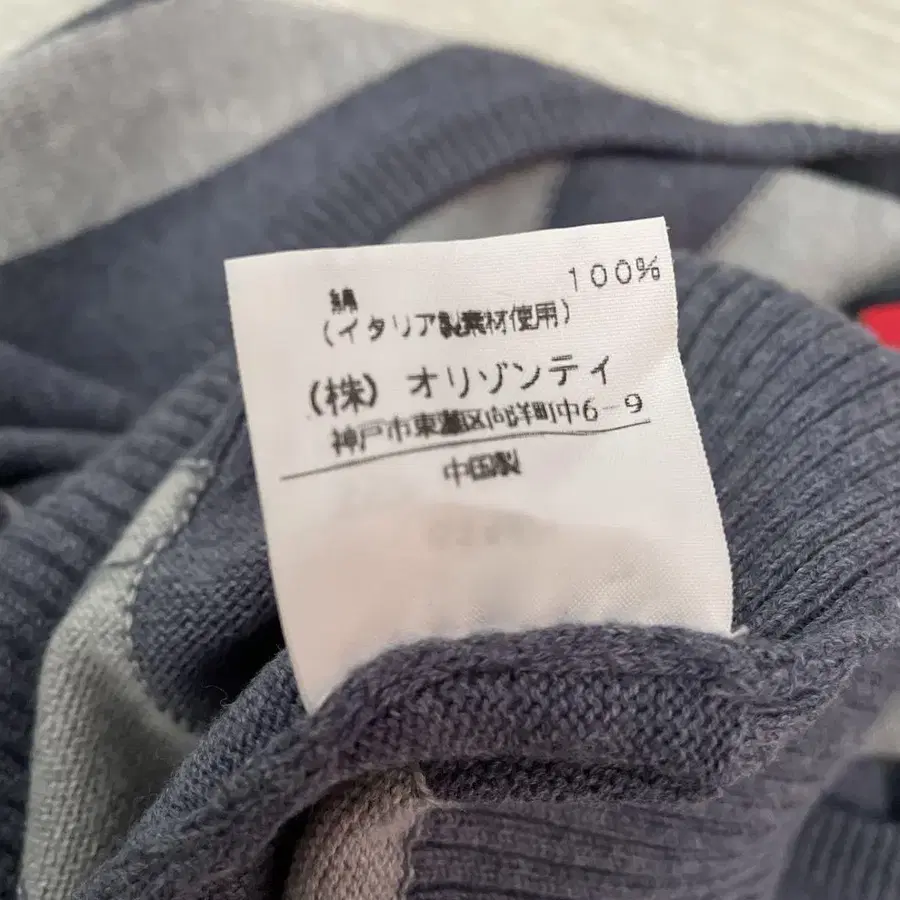 綿 100%
(イタリア製素材使用)
(株) オリゾンティ
神戸市東灘区向洋町中6-9
中国製